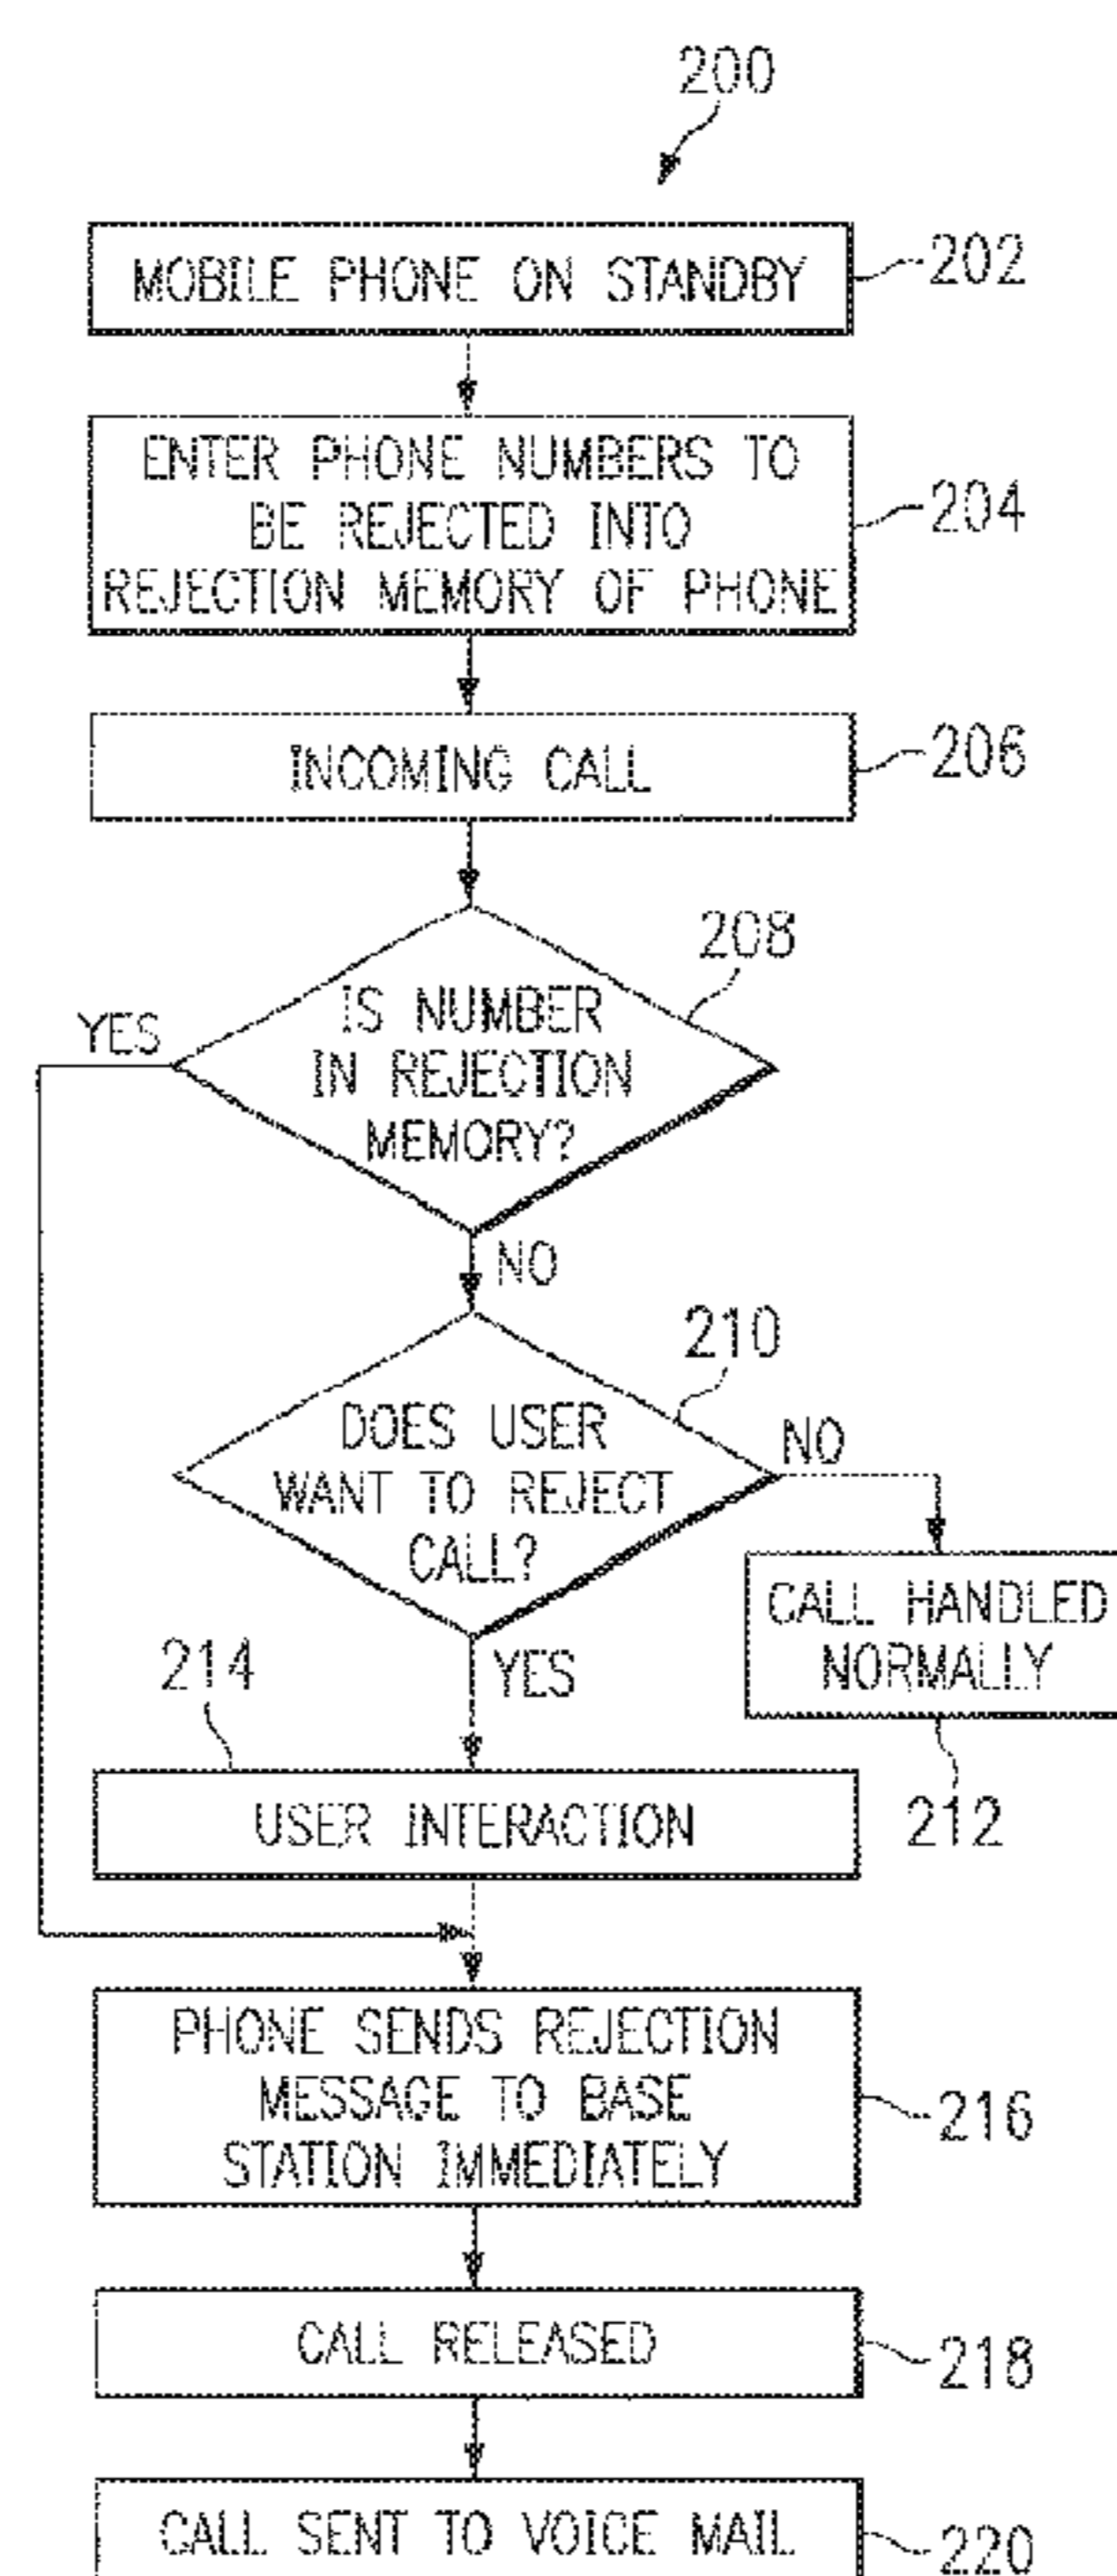 200
MOBILE PHONE ON STANDBY
202
ENTER PHONE NUMBERS TO
BE REJECTED INTO
REJECTION MEMORY OF PHONE
204
INCOMING CALL
206
208
IS NUMBER
IN REJECTION
MEMORY?
YES
NO
210
DOES USER
WANT TO REJECT
CALL?
NO
CALL HANDLED
NORMALLY
212
YES
214
USER INTERACTION
PHONE SENDS REJECTION
MESSAGE TO BASE
STATION IMMEDIATELY
216
CALL RELEASED
218
CALL SENT TO VOICE MAIL
220